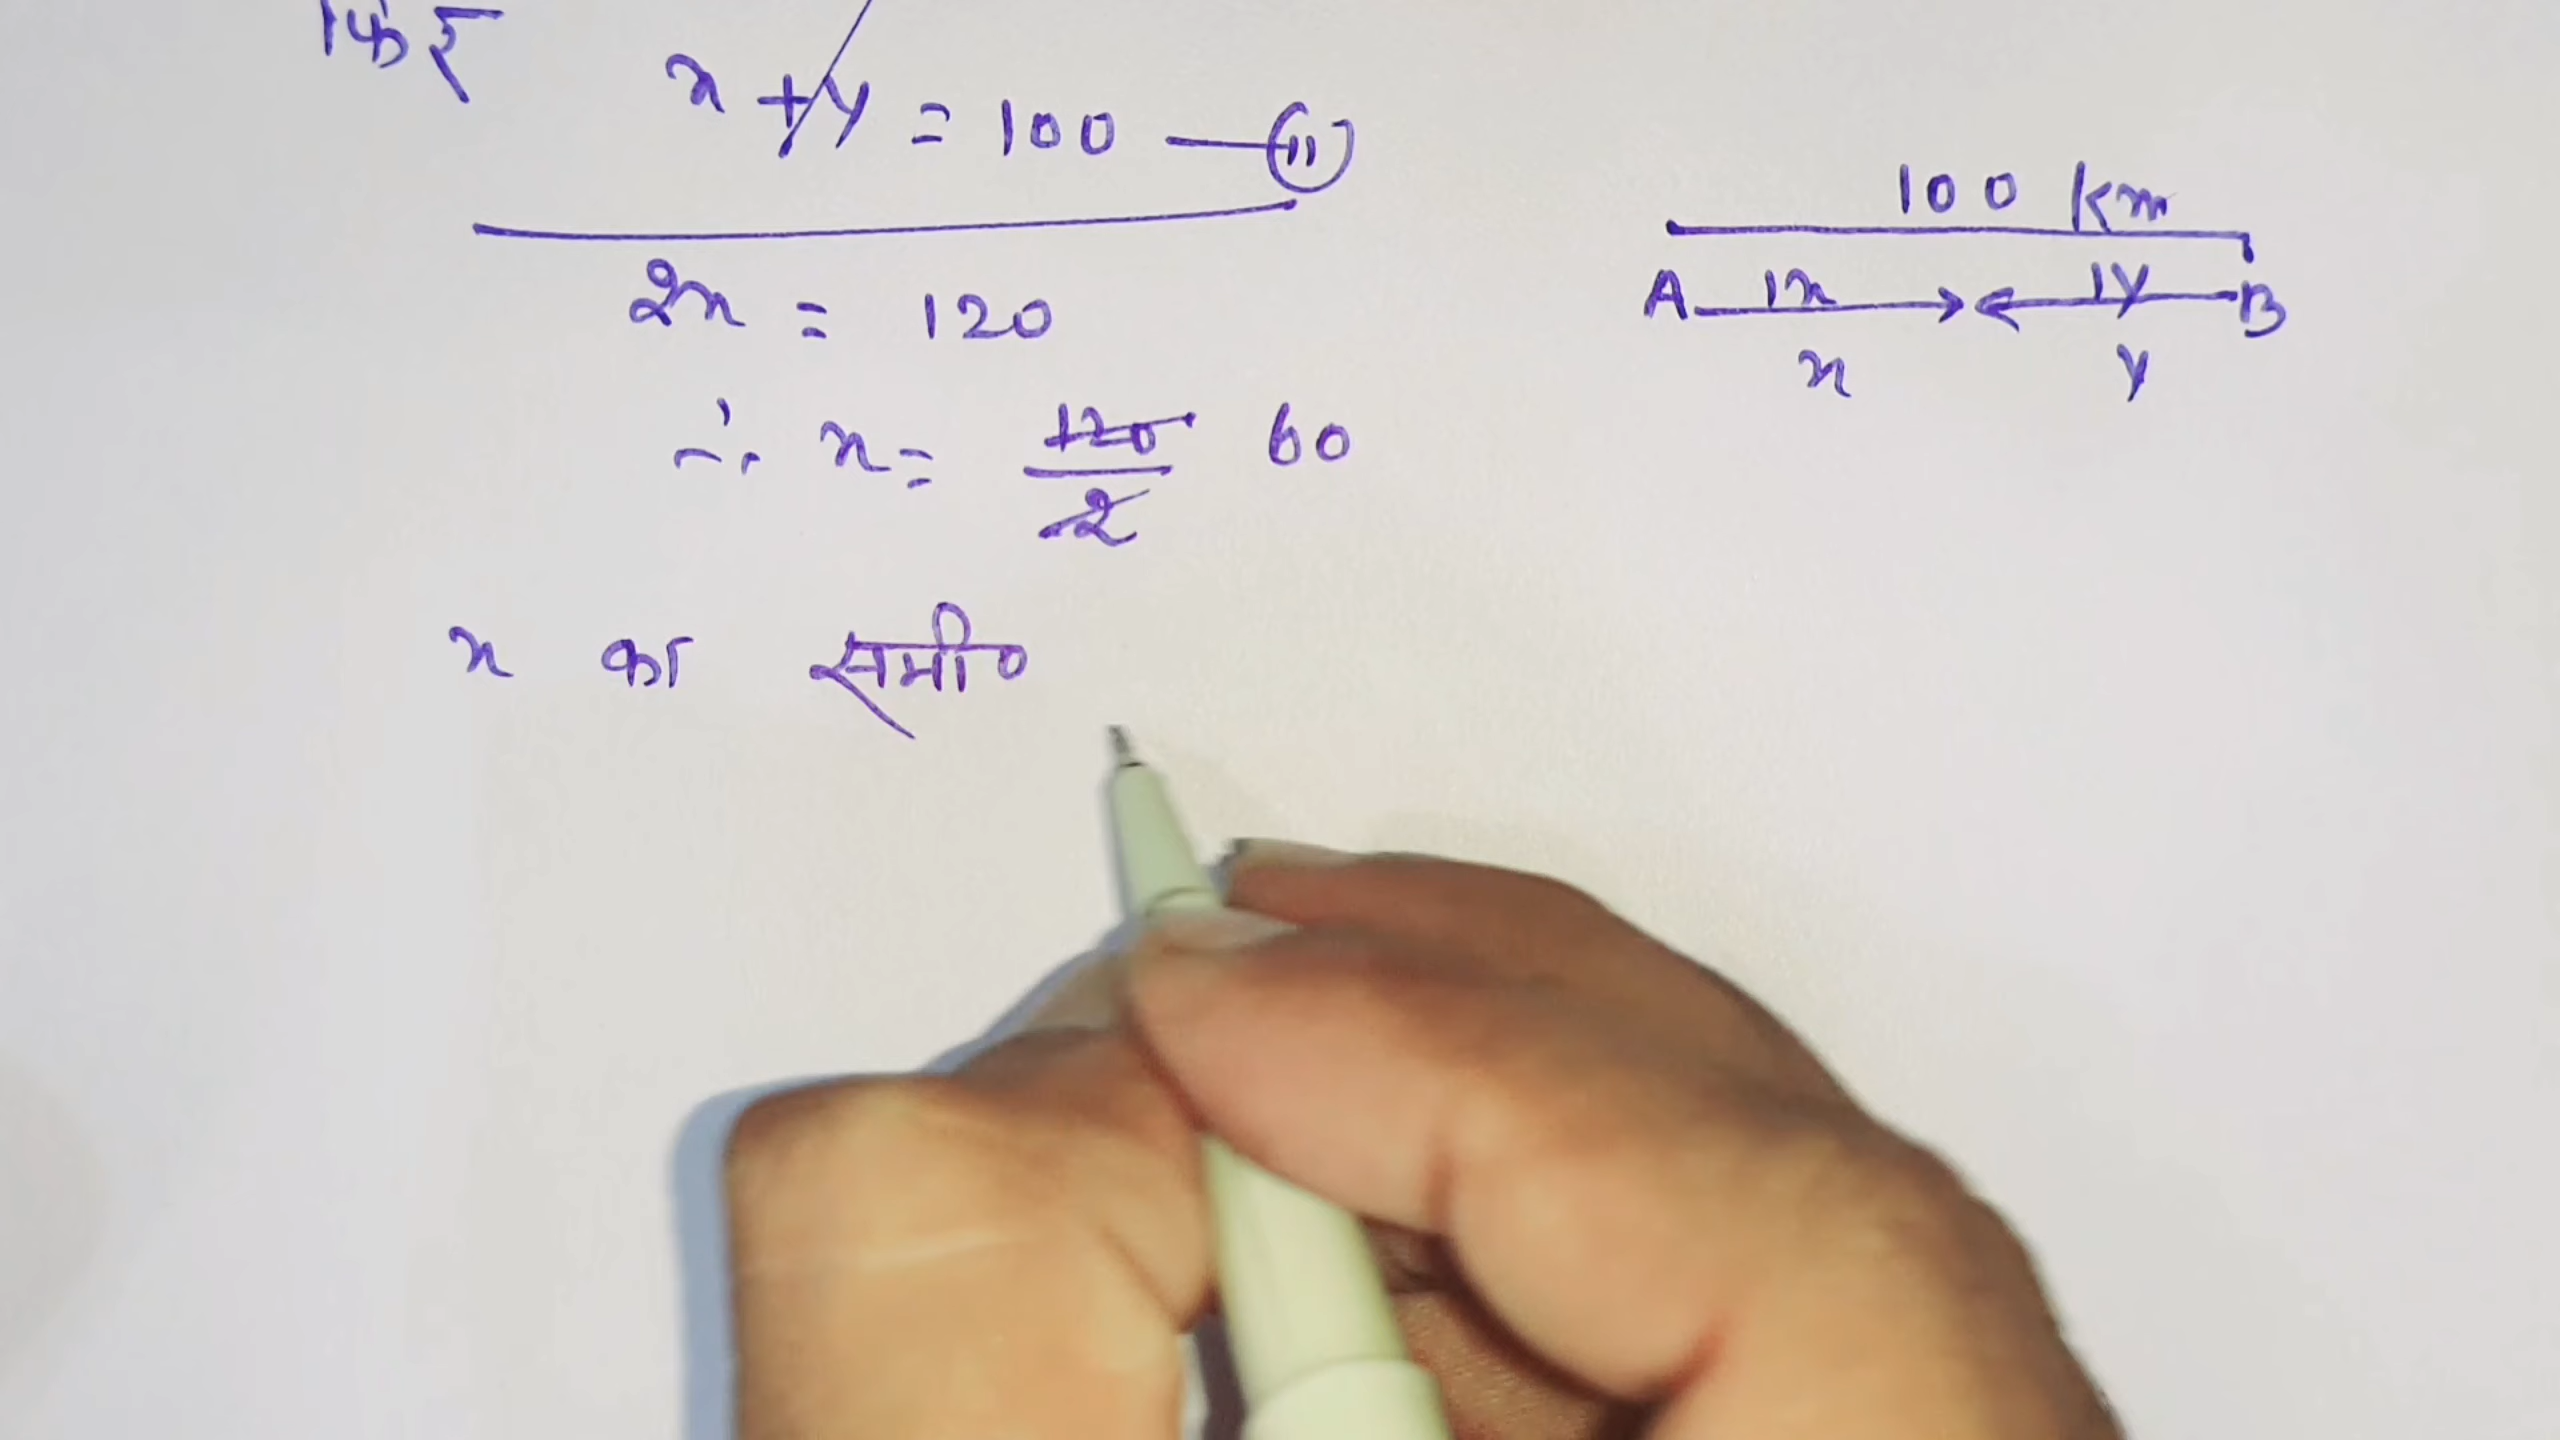 फिर
x + y = 100 — (ii)
2x = 120
∴ x = 120/2 60
x का समी०
100 km
A 1x 1y B
x y